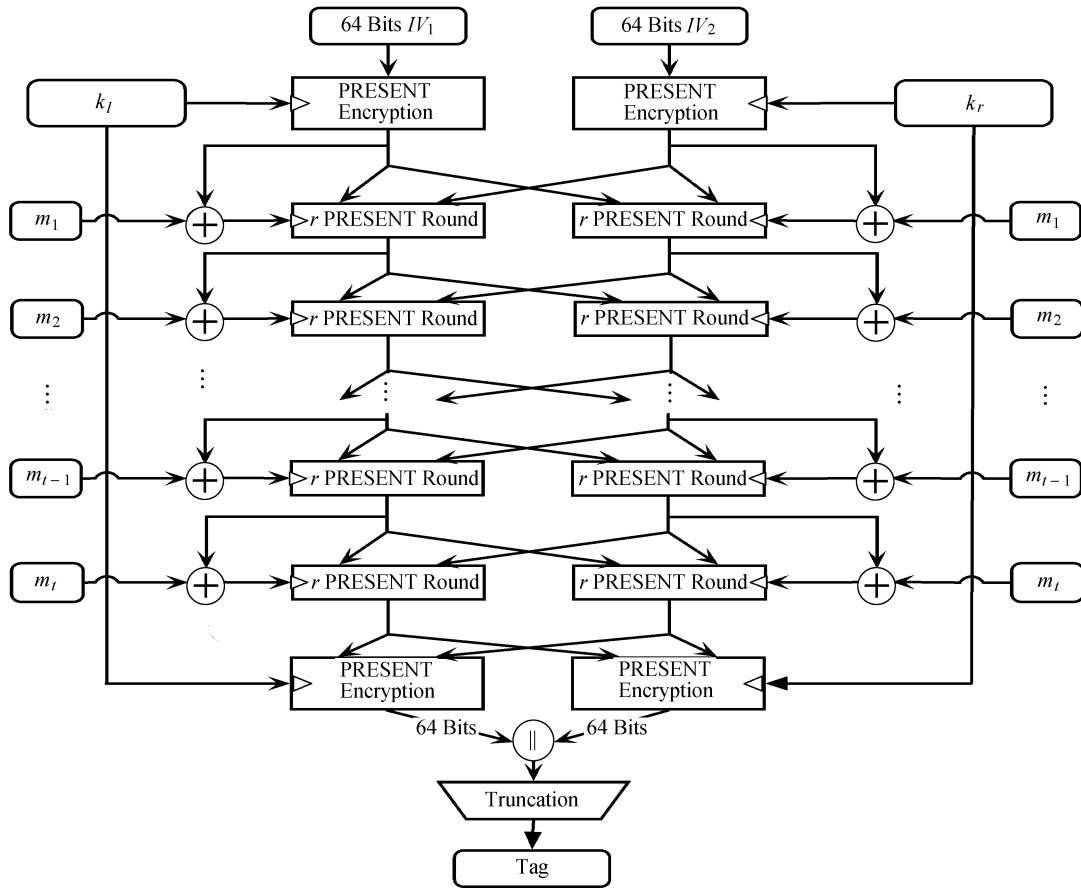 64 Bits IV₁
64 Bits IV₂
PRESENT
Encryption
PRESENT
Encryption
kₗ
kᵣ
m₁
+
r PRESENT Round
r PRESENT Round
+
m₁
m₂
+
r PRESENT Round
r PRESENT Round
+
m₂
⋮
⋮
⋮
⋮
⋮
⋮
mₜ₋₁
+
r PRESENT Round
r PRESENT Round
+
mₜ₋₁
mₜ
+
r PRESENT Round
r PRESENT Round
+
mₜ
PRESENT
Encryption
PRESENT
Encryption
64 Bits
||
64 Bits
Truncation
Tag